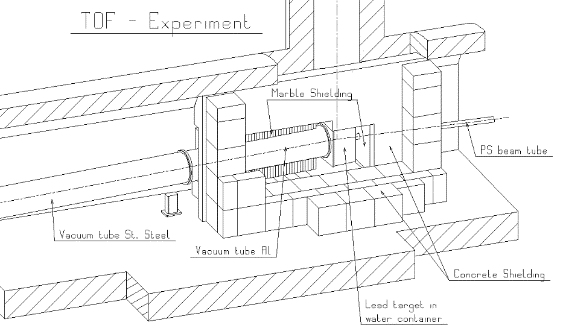 TOF - Experiment
Marble Shielding
PS beam tube
Vacuum tube St. Steel
Vacuum tube Al
Concrete Shielding
Lead target in
water container